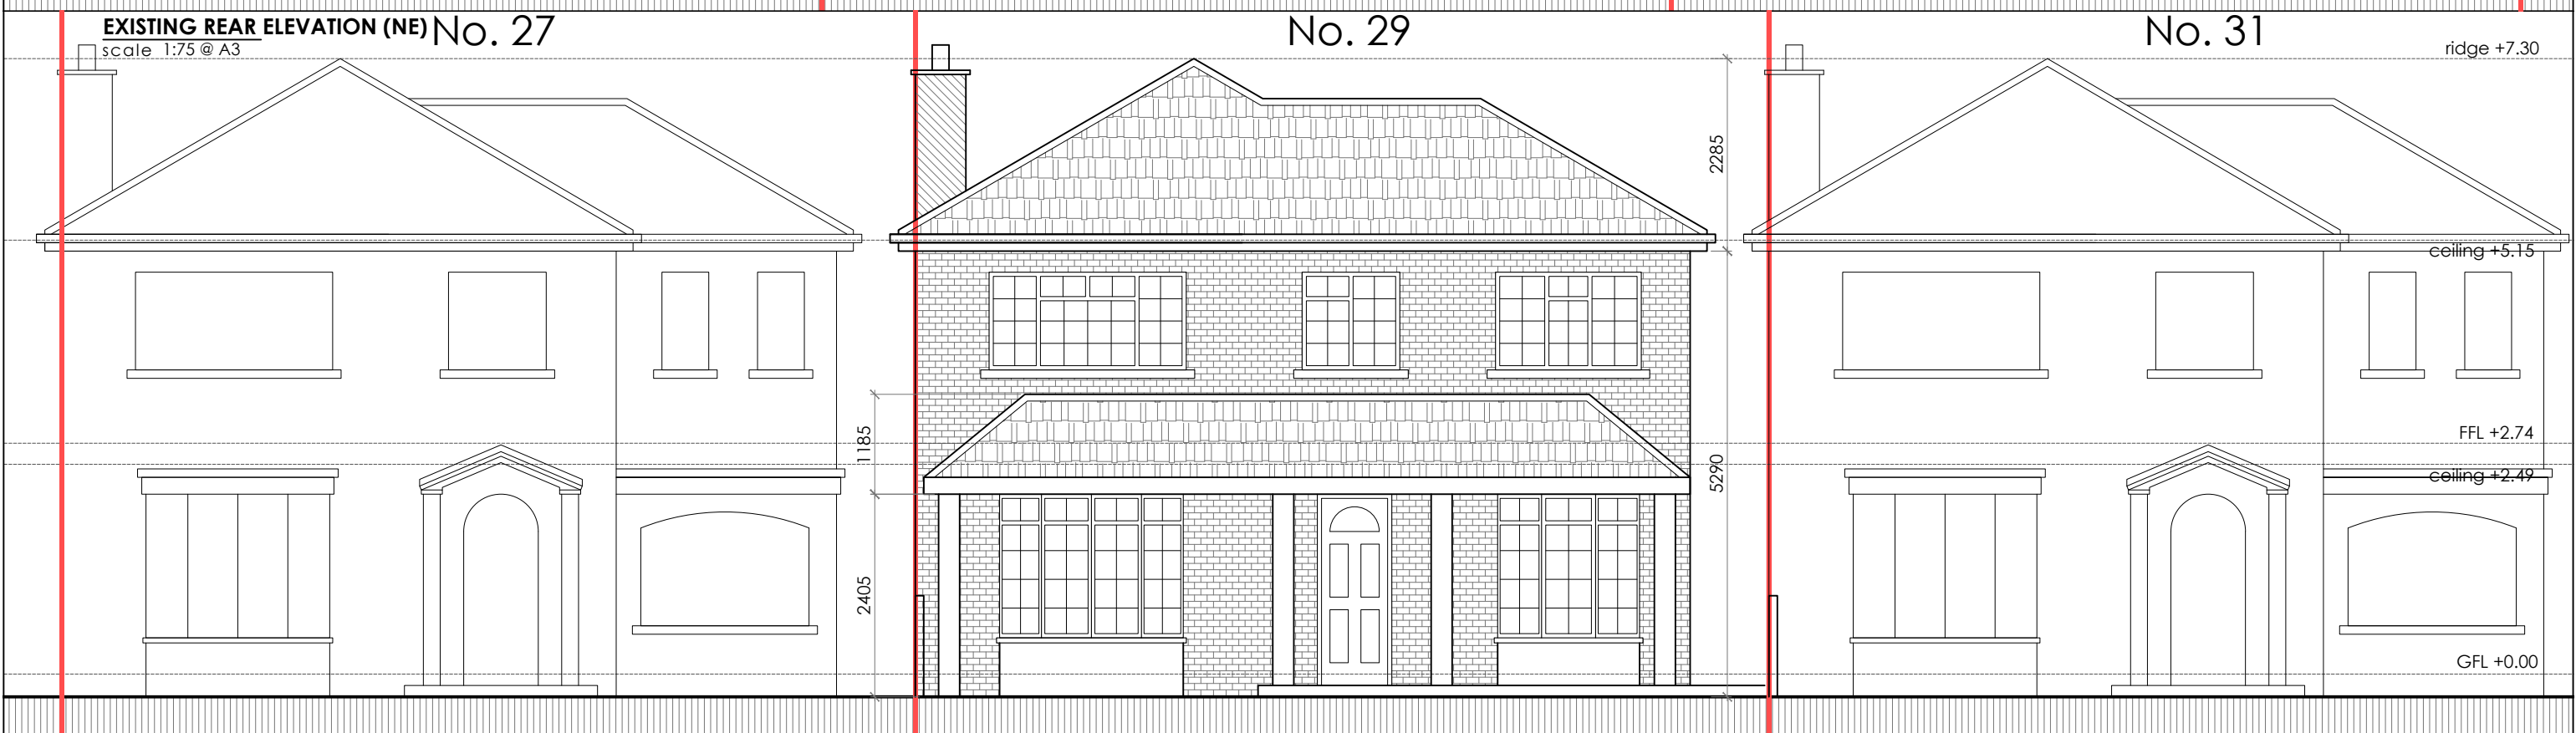 EXISTING REAR ELEVATION (NE)
scale 1:75 @ A3
No. 27
No. 29
No. 31
ridge +7.30
2285
ceiling +5.15
FFL +2.74
1185
5290
ceiling +2.49
2405
GFL +0.00